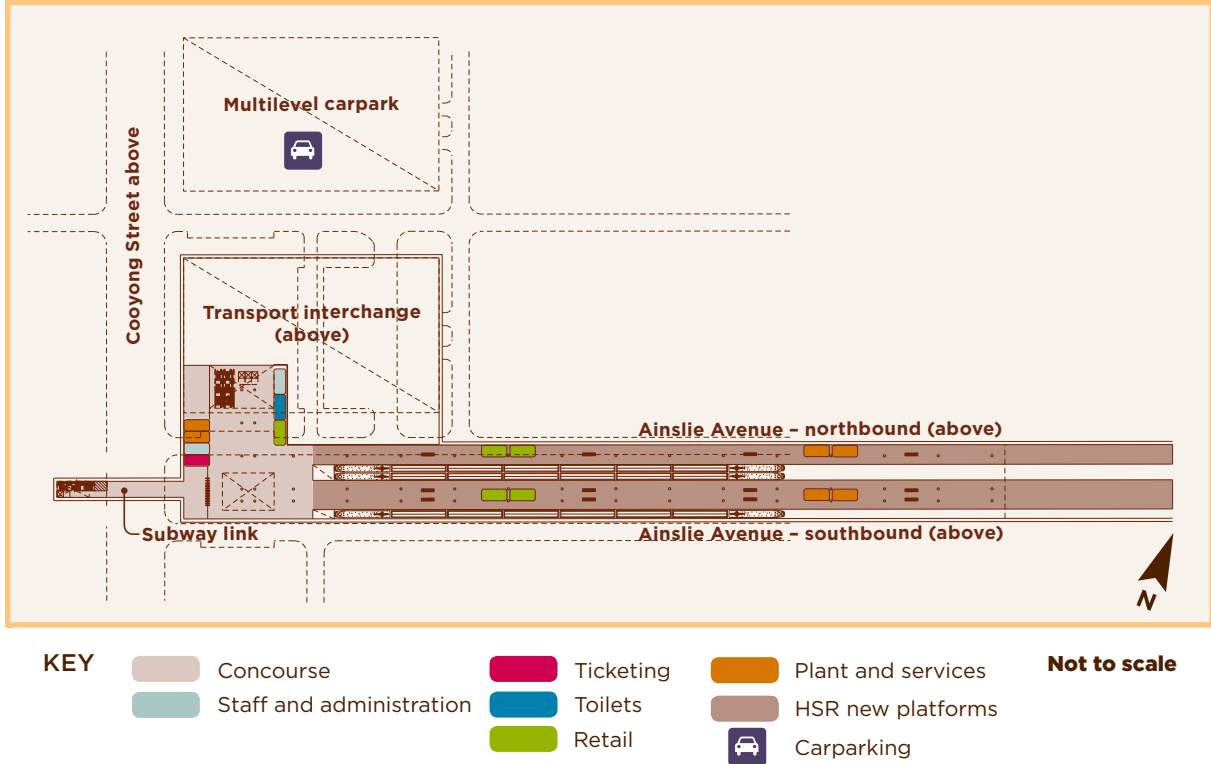 Multilevel carpark
Cooyong Street above
Transport interchange
(above)
Ainslie Avenue – northbound (above)
Subway link
Ainslie Avenue – southbound (above)
N
KEY
Concourse
Staff and administration
Ticketing
Toilets
Retail
Plant and services
HSR new platforms
Carparking
Not to scale